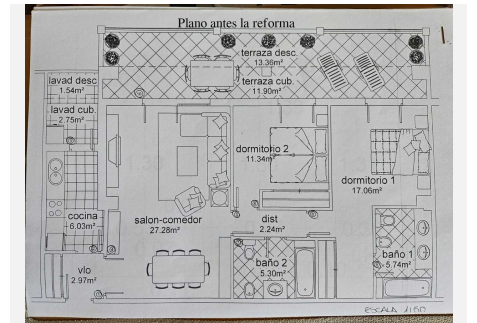 Plano antes la reforma
terraza desc.
13.36m²
terraza cub.
11.90m²
lavad desc
1.54m²
lavad cub.
2.75m²
dormitorio 2
11.34m²
dormitorio 1
17.06m²
cocina
6.03m²
salon-comedor
27.28m²
dist
2.24m²
baño 1
5.74m²
baño 2
5.30m²
vlo
2.97m²
ESCALA 1/50